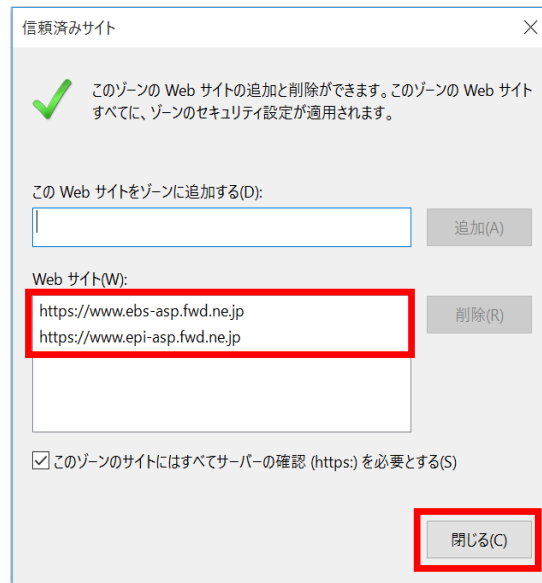 信頼済みサイト
このゾーンの Web サイトの追加と削除ができます。このゾーンの Web サイト
すべてに、ゾーンのセキュリティ設定が適用されます。
この Web サイトをゾーンに追加する(D):
追加(A)
Web サイト(W):
https://www.ebs-asp.fwd.ne.jp
https://www.epi-asp.fwd.ne.jp
削除(R)
このゾーンのサイトにはすべてサーバーの確認 (https:) を必要とする(S)
閉じる(C)